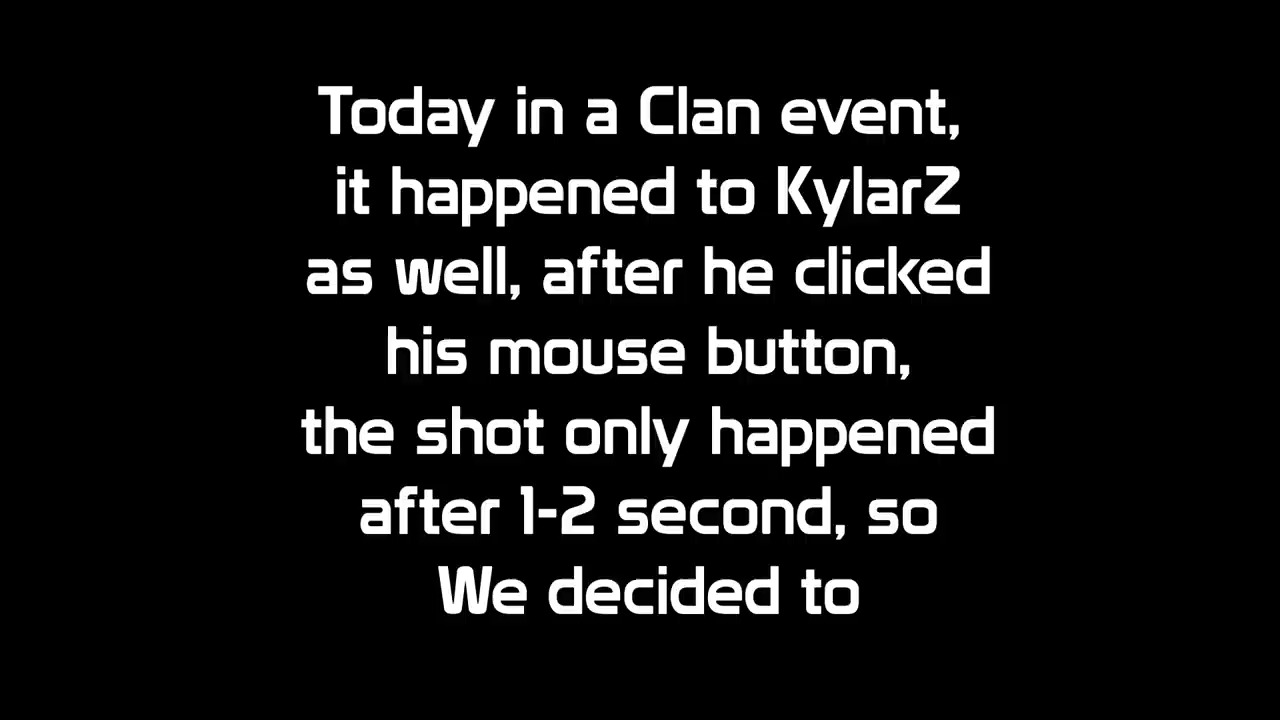 Today in a Clan event,
it happened to KylarZ
as well, after he clicked
his mouse button,
the shot only happened
after 1-2 second, so
We decided to